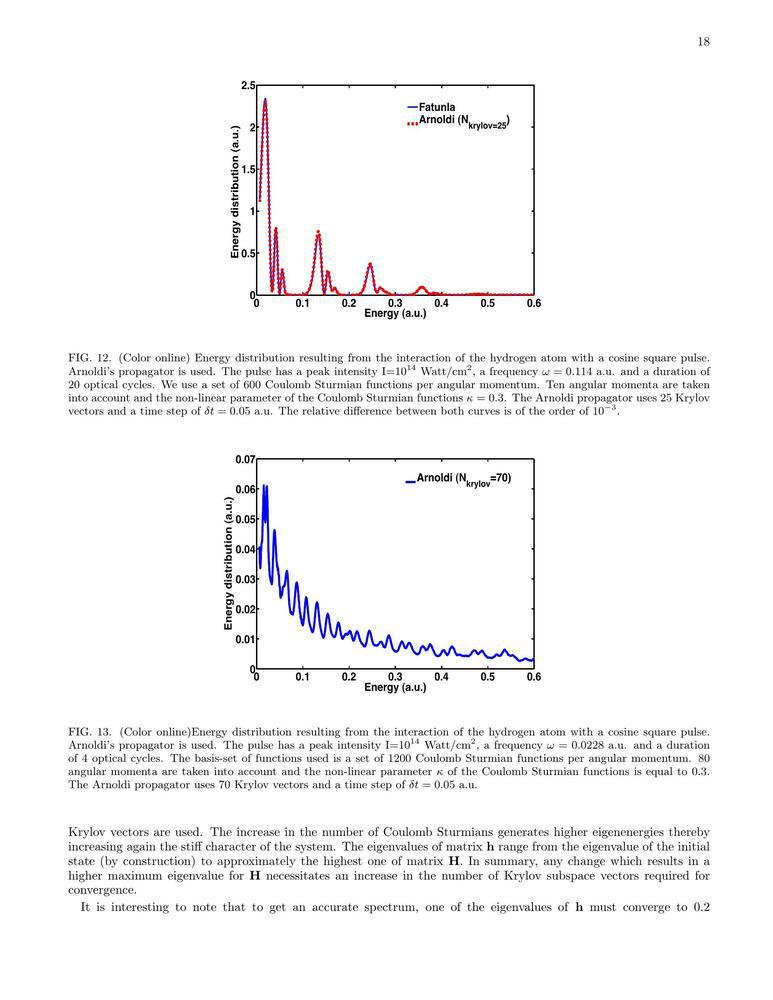 18
2.5
2
1.5
1
0.5
0
0 0.1 0.2 0.3 0.4 0.5 0.6
Energy distribution (a.u.)
Energy (a.u.)
Fatunla
Arnoldi (Nkrylov=25)
FIG. 12. (Color online) Energy distribution resulting from the interaction of the hydrogen atom with a cosine square pulse.
Arnoldi's propagator is used. The pulse has a peak intensity I=10^14 Watt/cm^2, a frequency ω = 0.114 a.u. and a duration of
20 optical cycles. We use a set of 600 Coulomb Sturmian functions per angular momentum. Ten angular momenta are taken
into account and the non-linear parameter of the Coulomb Sturmian functions κ = 0.3. The Arnoldi propagator uses 25 Krylov
vectors and a time step of δt = 0.05 a.u. The relative difference between both curves is of the order of 10^−3.
0.07
0.06
0.05
0.04
0.03
0.02
0.01
0
0 0.1 0.2 0.3 0.4 0.5 0.6
Energy distribution (a.u.)
Energy (a.u.)
Arnoldi (Nkrylov=70)
FIG. 13. (Color online)Energy distribution resulting from the interaction of the hydrogen atom with a cosine square pulse.
Arnoldi's propagator is used. The pulse has a peak intensity I=10^14 Watt/cm^2, a frequency ω = 0.0228 a.u. and a duration
of 4 optical cycles. The basis-set of functions used is a set of 1200 Coulomb Sturmian functions per angular momentum. 80
angular momenta are taken into account and the non-linear parameter κ of the Coulomb Sturmian functions is equal to 0.3.
The Arnoldi propagator uses 70 Krylov vectors and a time step of δt = 0.05 a.u.
Krylov vectors are used. The increase in the number of Coulomb Sturmians generates higher eigenenergies thereby
increasing again the stiff character of the system. The eigenvalues of matrix h range from the eigenvalue of the initial
state (by construction) to approximately the highest one of matrix H. In summary, any change which results in a
higher maximum eigenvalue for H necessitates an increase in the number of Krylov subspace vectors required for
convergence.
It is interesting to note that to get an accurate spectrum, one of the eigenvalues of h must converge to 0.2